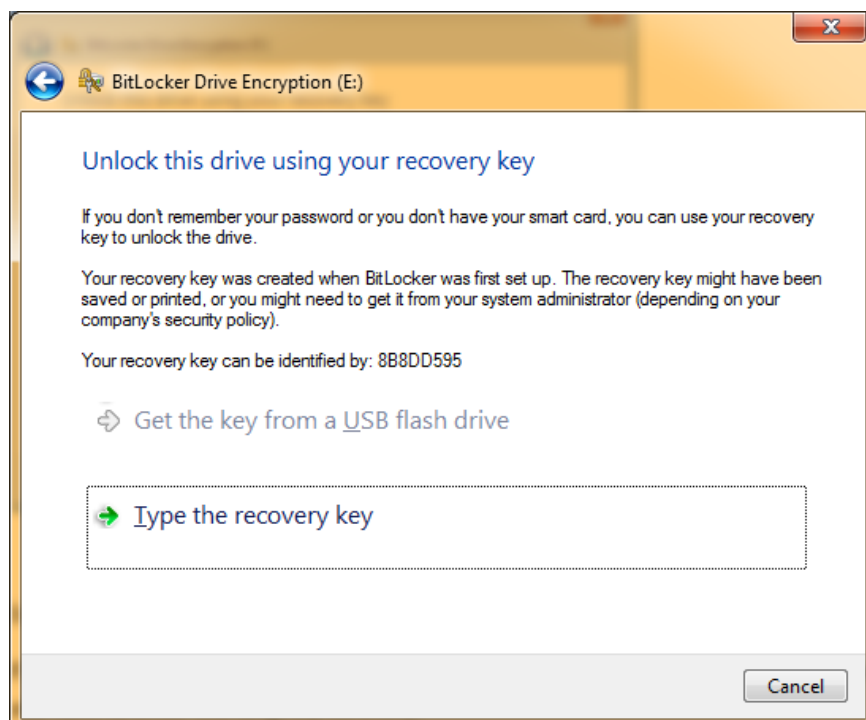 BitLocker Drive Encryption (E:)
Unlock this drive using your recovery key
If you don't remember your password or you don't have your smart card, you can use your recovery
key to unlock the drive.
Your recovery key was created when BitLocker was first set up. The recovery key might have been
saved or printed, or you might need to get it from your system administrator (depending on your
company's security policy).
Your recovery key can be identified by: 8B8DD595
Get the key from a USB flash drive
Type the recovery key
Cancel